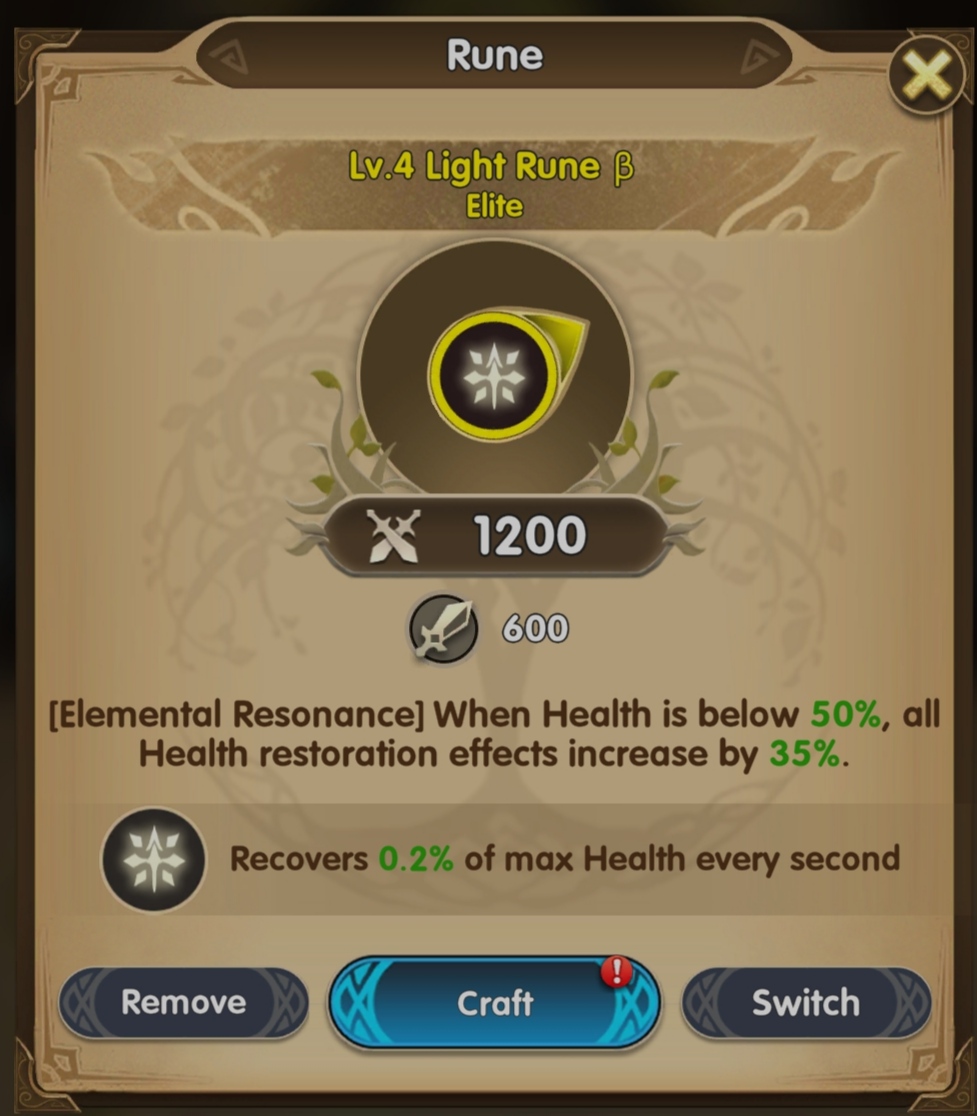 Rune
Lv.4 Light Rune β
Elite
1200
600
[Elemental Resonance] When Health is below 50%, all
Health restoration effects increase by 35%.
Recovers 0.2% of max Health every second
!
Remove
Craft
Switch